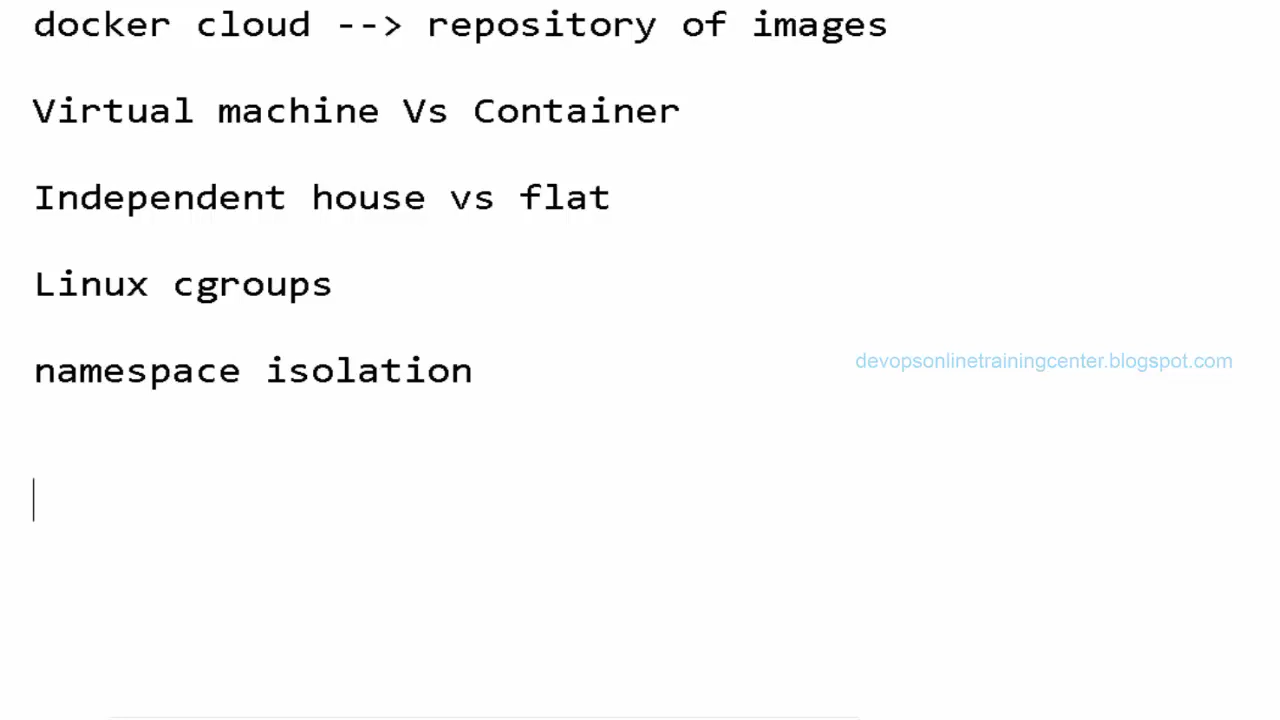 docker cloud --> repository of images
Virtual machine Vs Container
Independent house vs flat
Linux cgroups
namespace isolation
devopsonlinetrainingcenter.blogspot.com